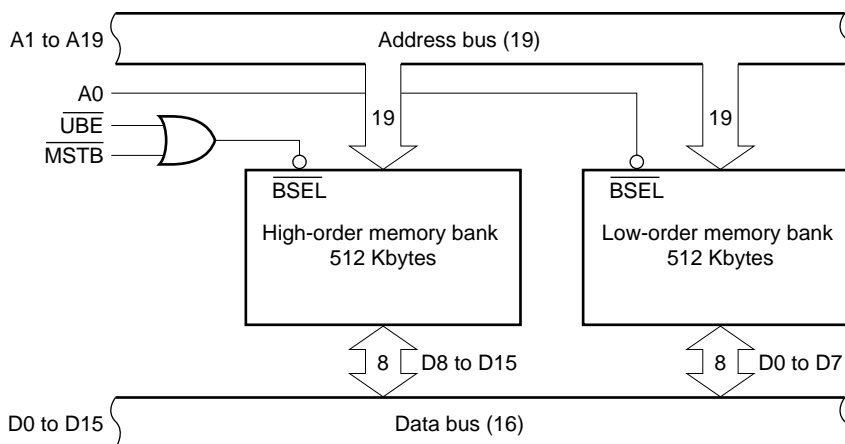 A1 to A19
Address bus (19)
A0
UBE
MSTB
19
19
BSEL
BSEL
High-order memory bank
512 Kbytes
Low-order memory bank
512 Kbytes
8
D8 to D15
8
D0 to D7
D0 to D15
Data bus (16)